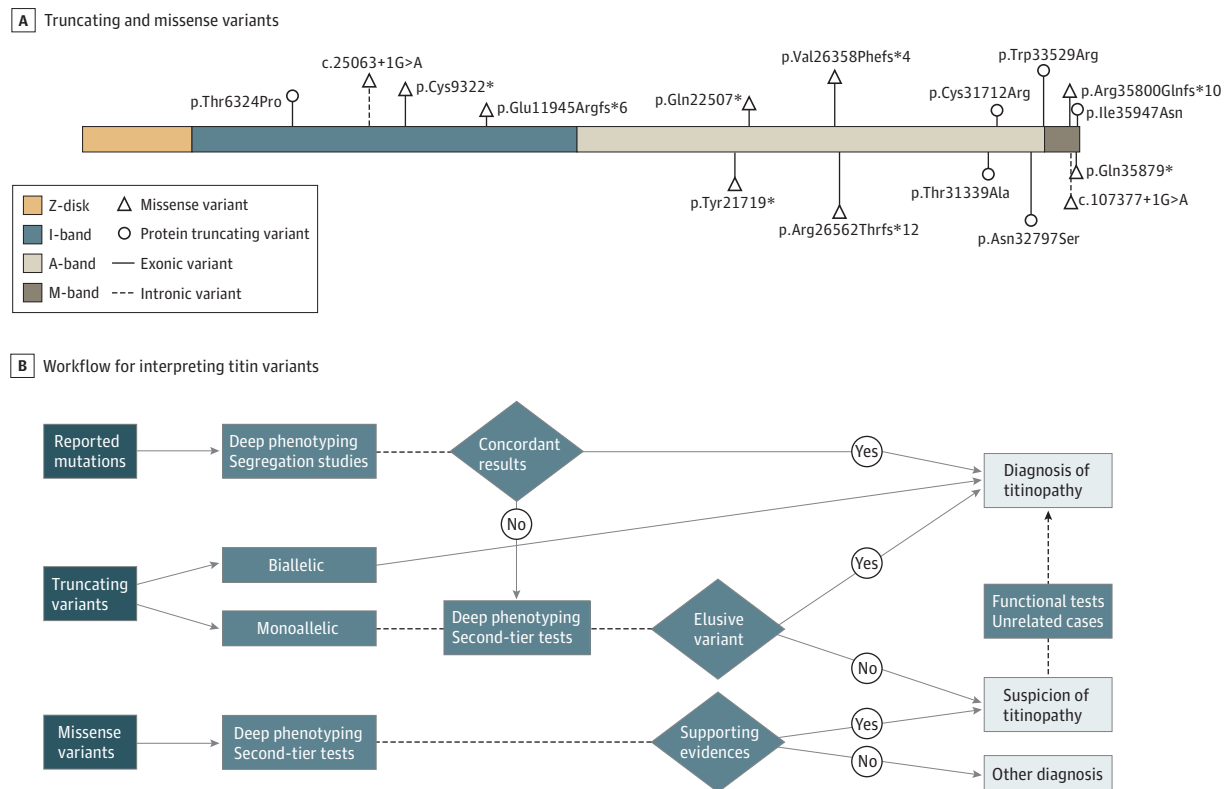 A Truncating and missense variants
p.Thr6324Pro
c.25063+1G>A
p.Cys9322*
p.Glu11945Argfs*6
p.Gln22507*
p.Val26358Phefs*4
p.Cys31712Arg
p.Trp33529Arg
p.Arg35800Glnfs*10
p.Ile35947Asn
p.Tyr21719*
p.Arg26562Thrfs*12
p.Thr31339Ala
p.Asn32797Ser
p.Gln35879*
c.107377+1G>A
Z-disk
I-band
A-band
M-band
Missense variant
Protein truncating variant
Exonic variant
Intronic variant
B Workflow for interpreting titin variants
Reported
mutations
Deep phenotyping
Segregation studies
Concordant
results
Yes
No
Diagnosis of
titinopathy
Truncating
variants
Biallelic
Monoallelic
Deep phenotyping
Second-tier tests
Elusive
variant
Yes
No
Functional tests
Unrelated cases
Suspicion of
titinopathy
Missense
variants
Deep phenotyping
Second-tier tests
Supporting
evidences
Yes
No
Other diagnosis